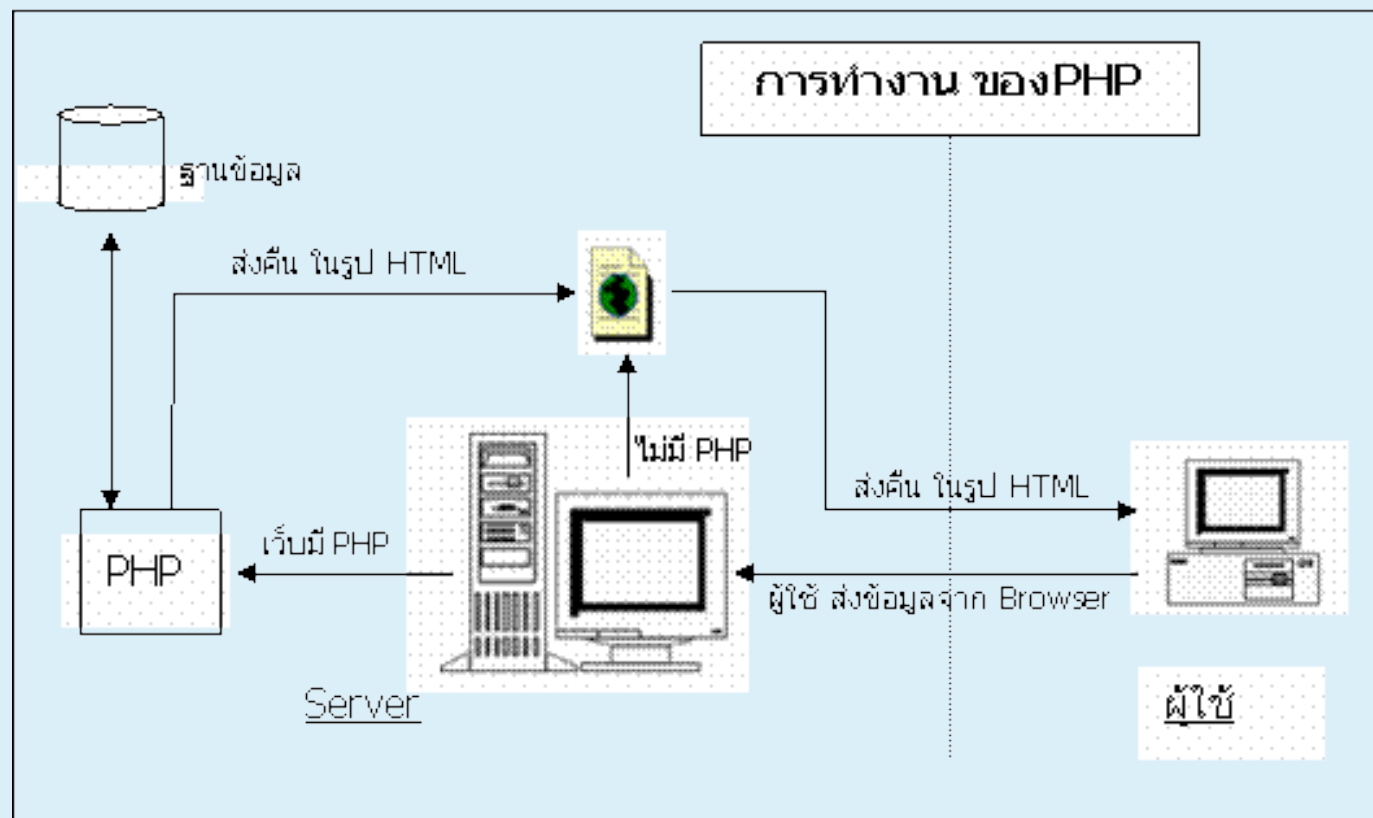 การทำงาน ของPHP
ฐานข้อมูล
ส่งคืน ในรูป HTML
ไม่มี PHP
ส่งคืน ในรูป HTML
เว็บมี PHP
PHP
ผู้ใช้ ส่งข้อมูลจาก Browser
Server
ผู้ใช้